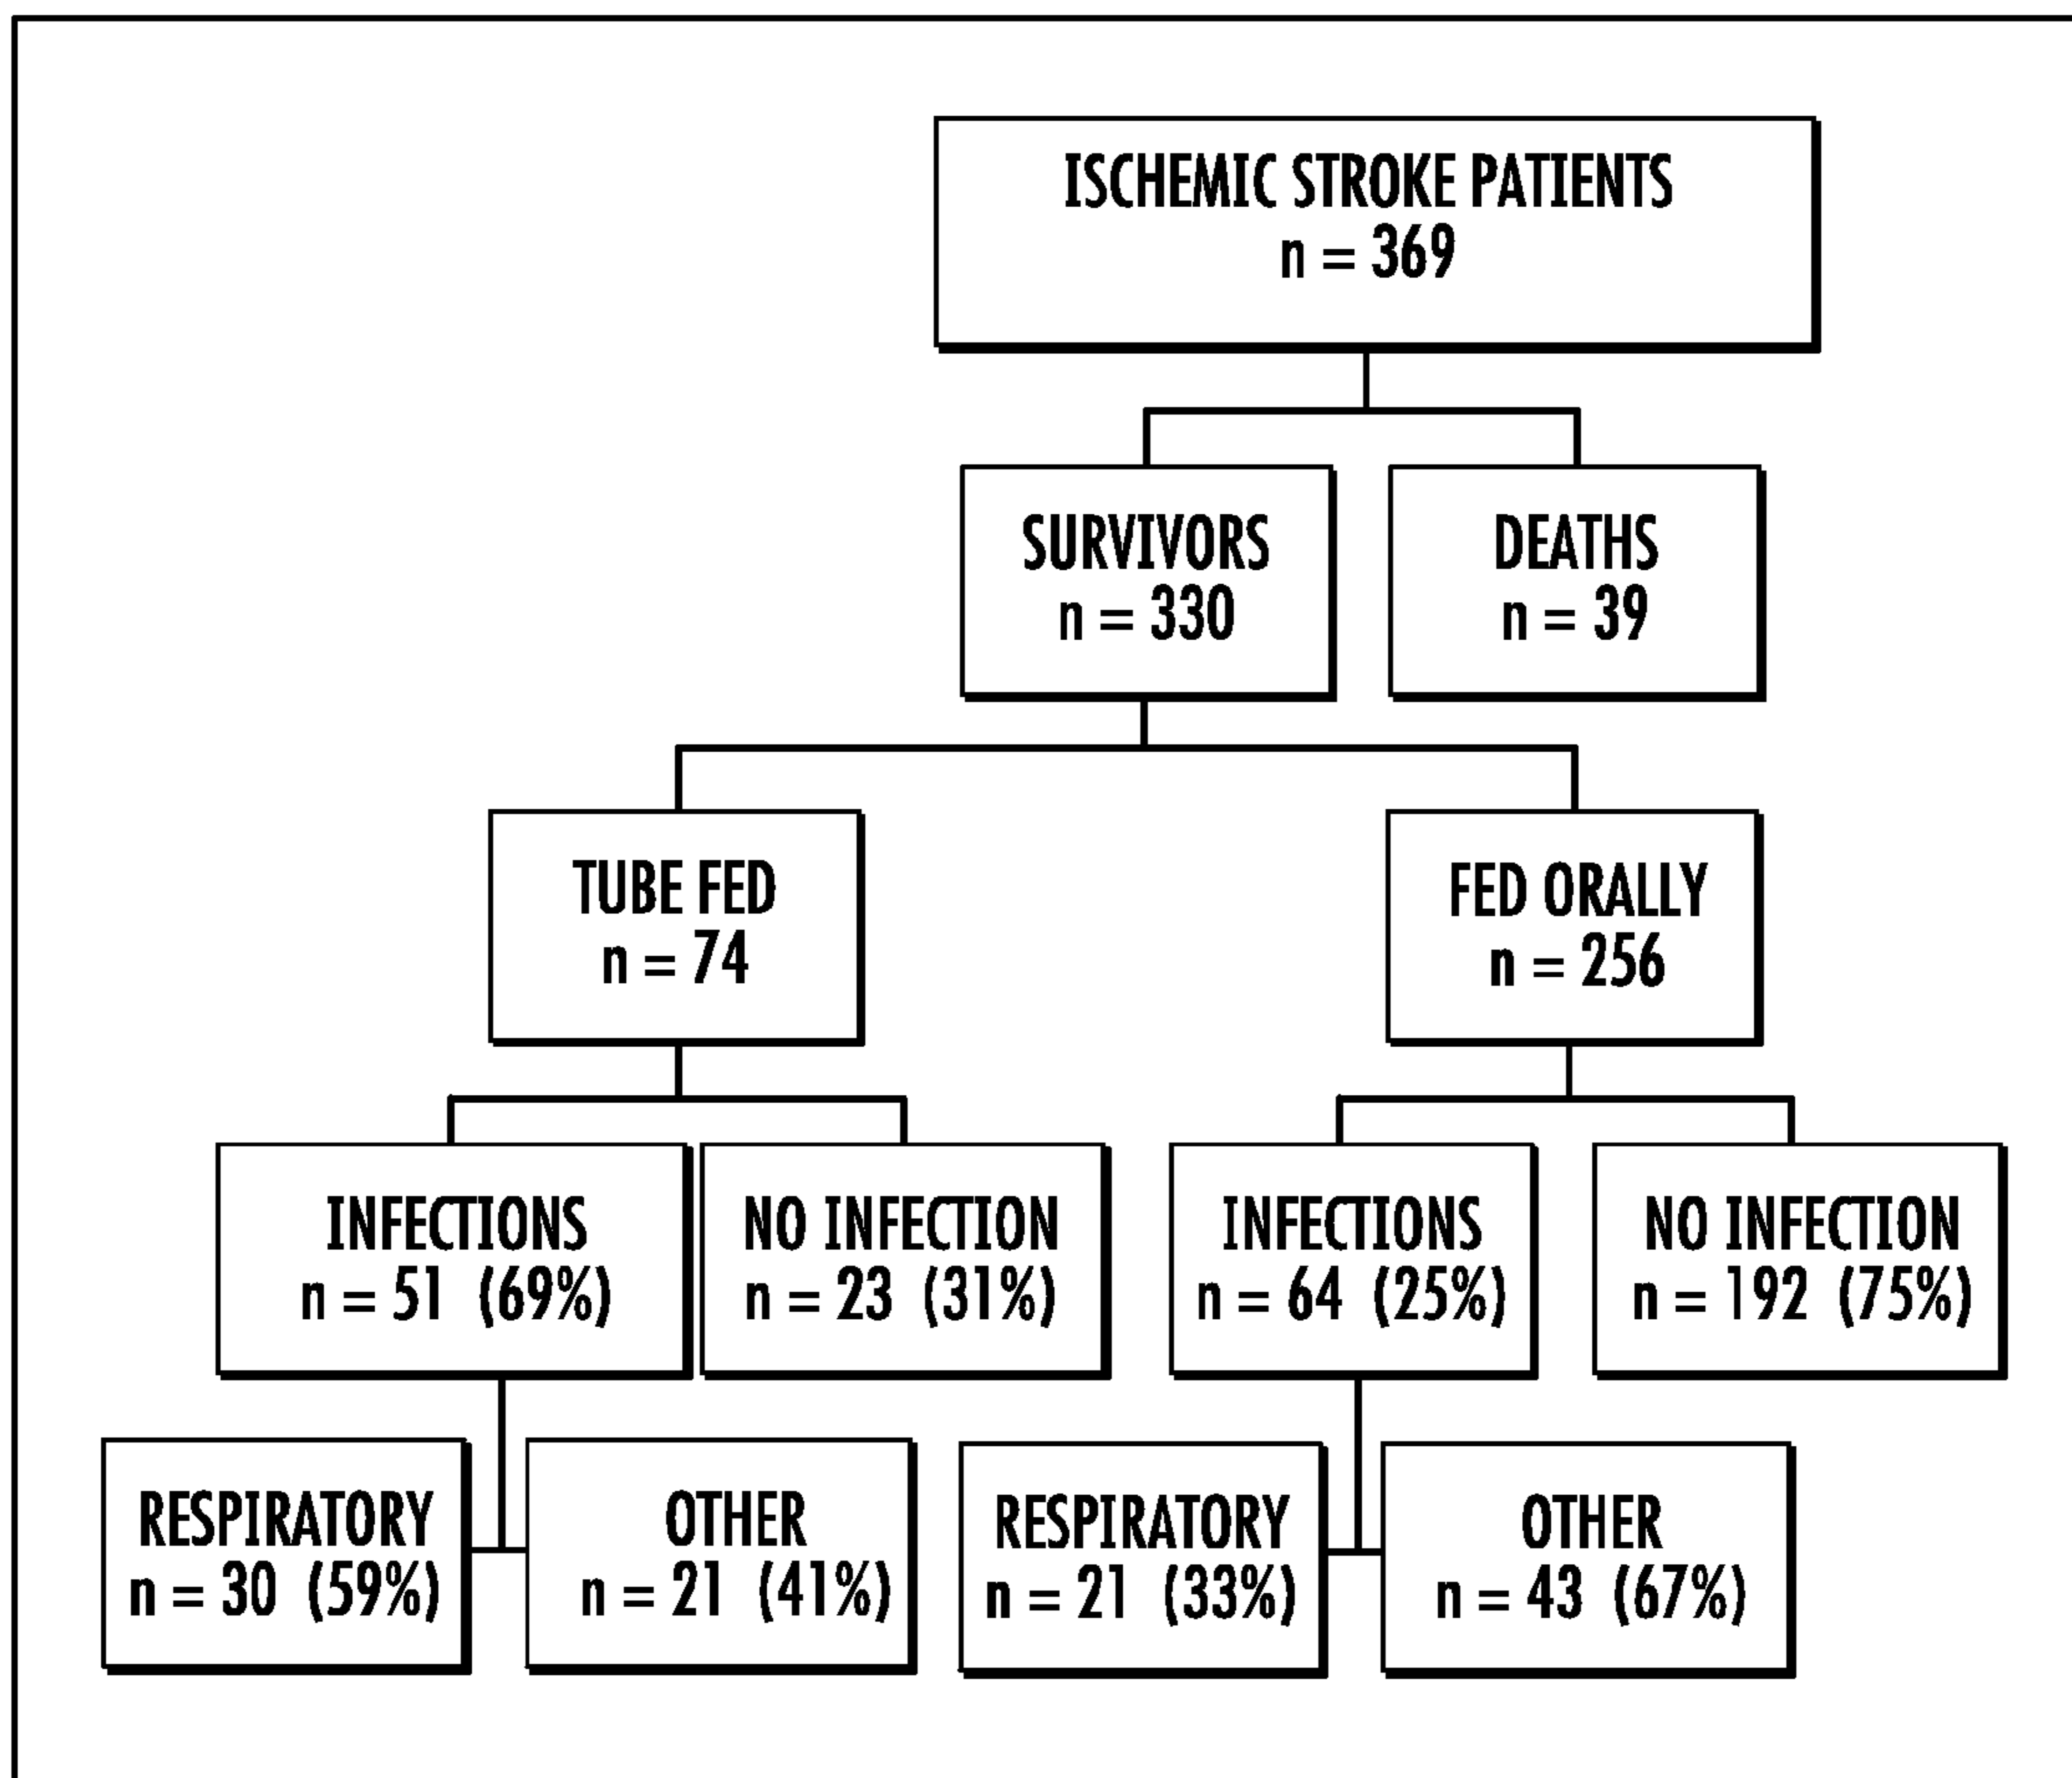 ISCHEMIC STROKE PATIENTS
n = 369
SURVIVORS
n = 330
DEATHS
n = 39
TUBE FED
n = 74
FED ORALLY
n = 256
INFECTIONS
n = 51 (69%)
NO INFECTION
n = 23 (31%)
INFECTIONS
n = 64 (25%)
NO INFECTION
n = 192 (75%)
RESPIRATORY
n = 30 (59%)
OTHER
n = 21 (41%)
RESPIRATORY
n = 21 (33%)
OTHER
n = 43 (67%)